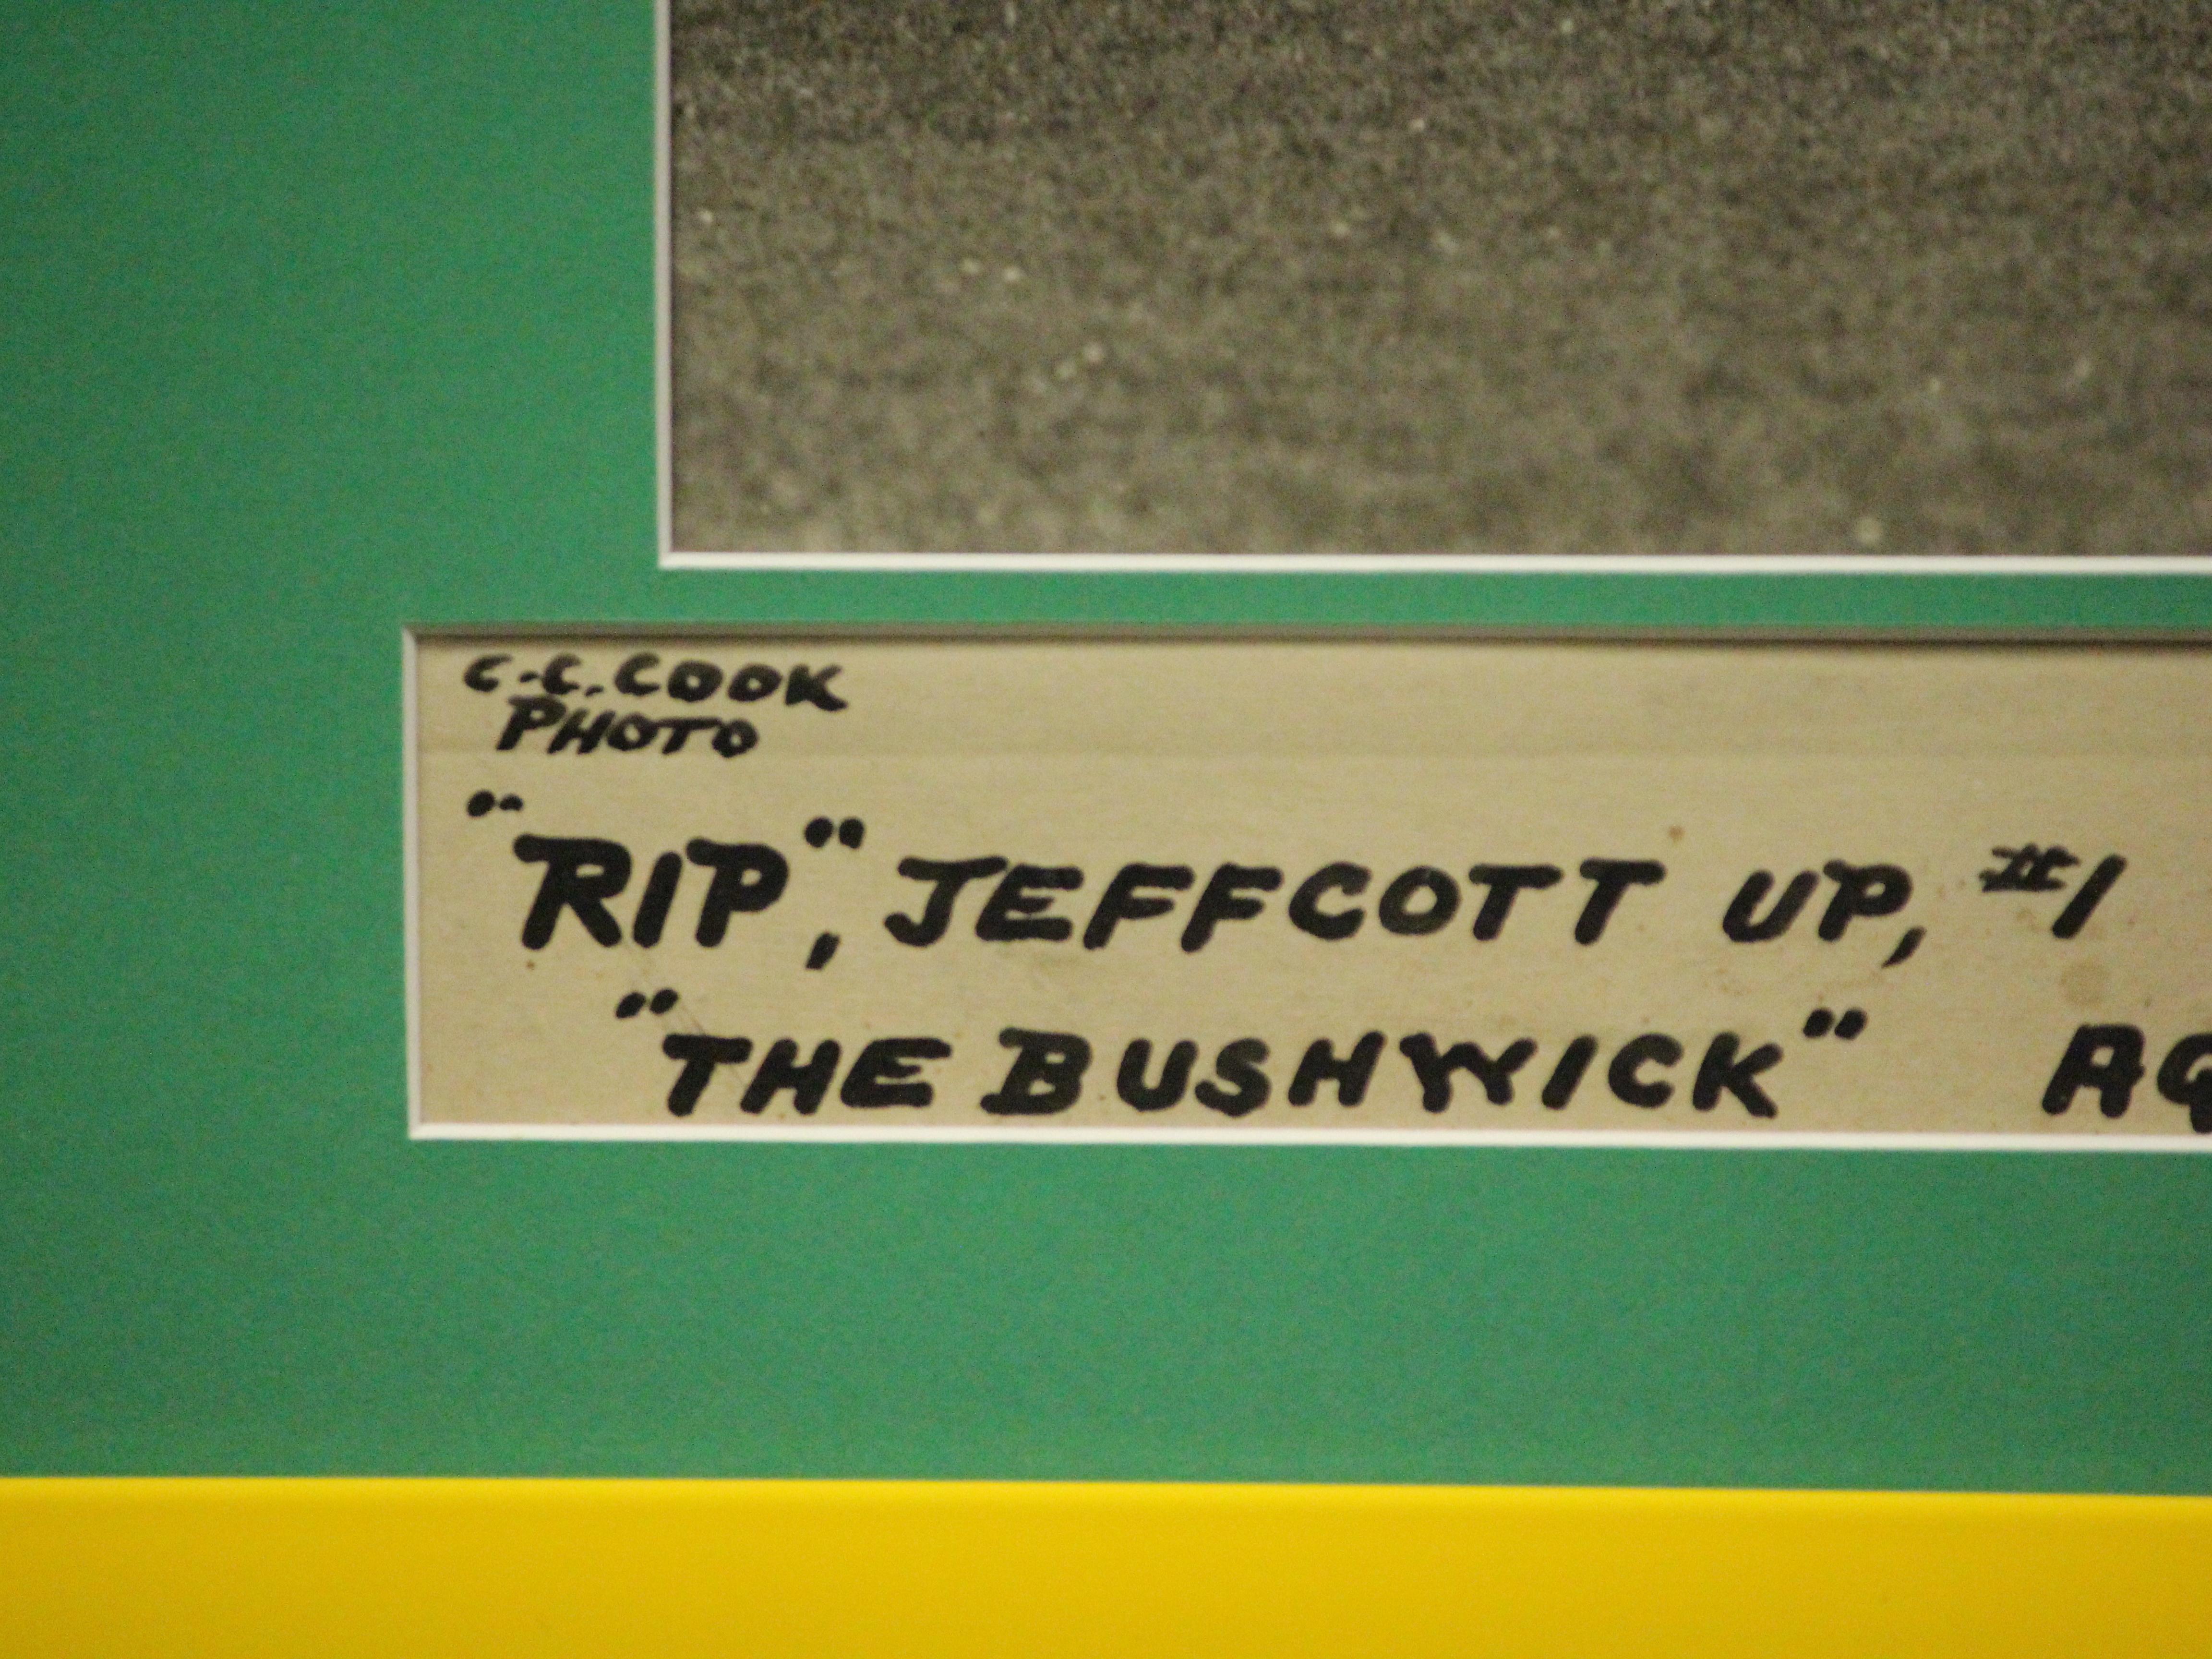 C.C. COOK
PHOTO
"RIP," JEFFCOTT UP, #1
"THE BUSHWICK"